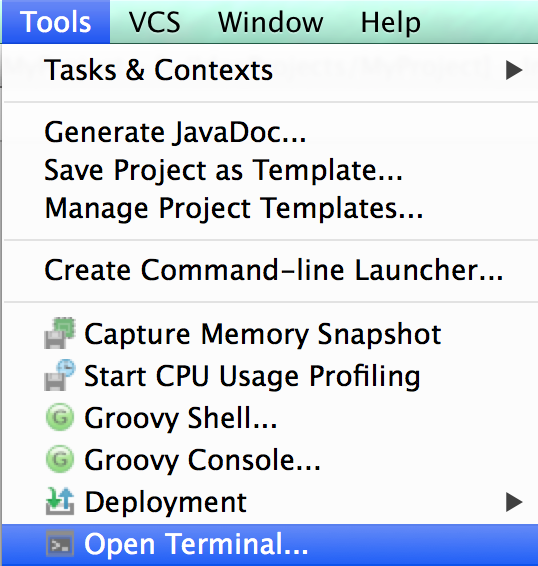 Tools VCS Window Help
Tasks & Contexts
Generate JavaDoc...
Save Project as Template...
Manage Project Templates...
Create Command-line Launcher...
Capture Memory Snapshot
Start CPU Usage Profiling
G Groovy Shell...
G Groovy Console...
Deployment
Open Terminal...